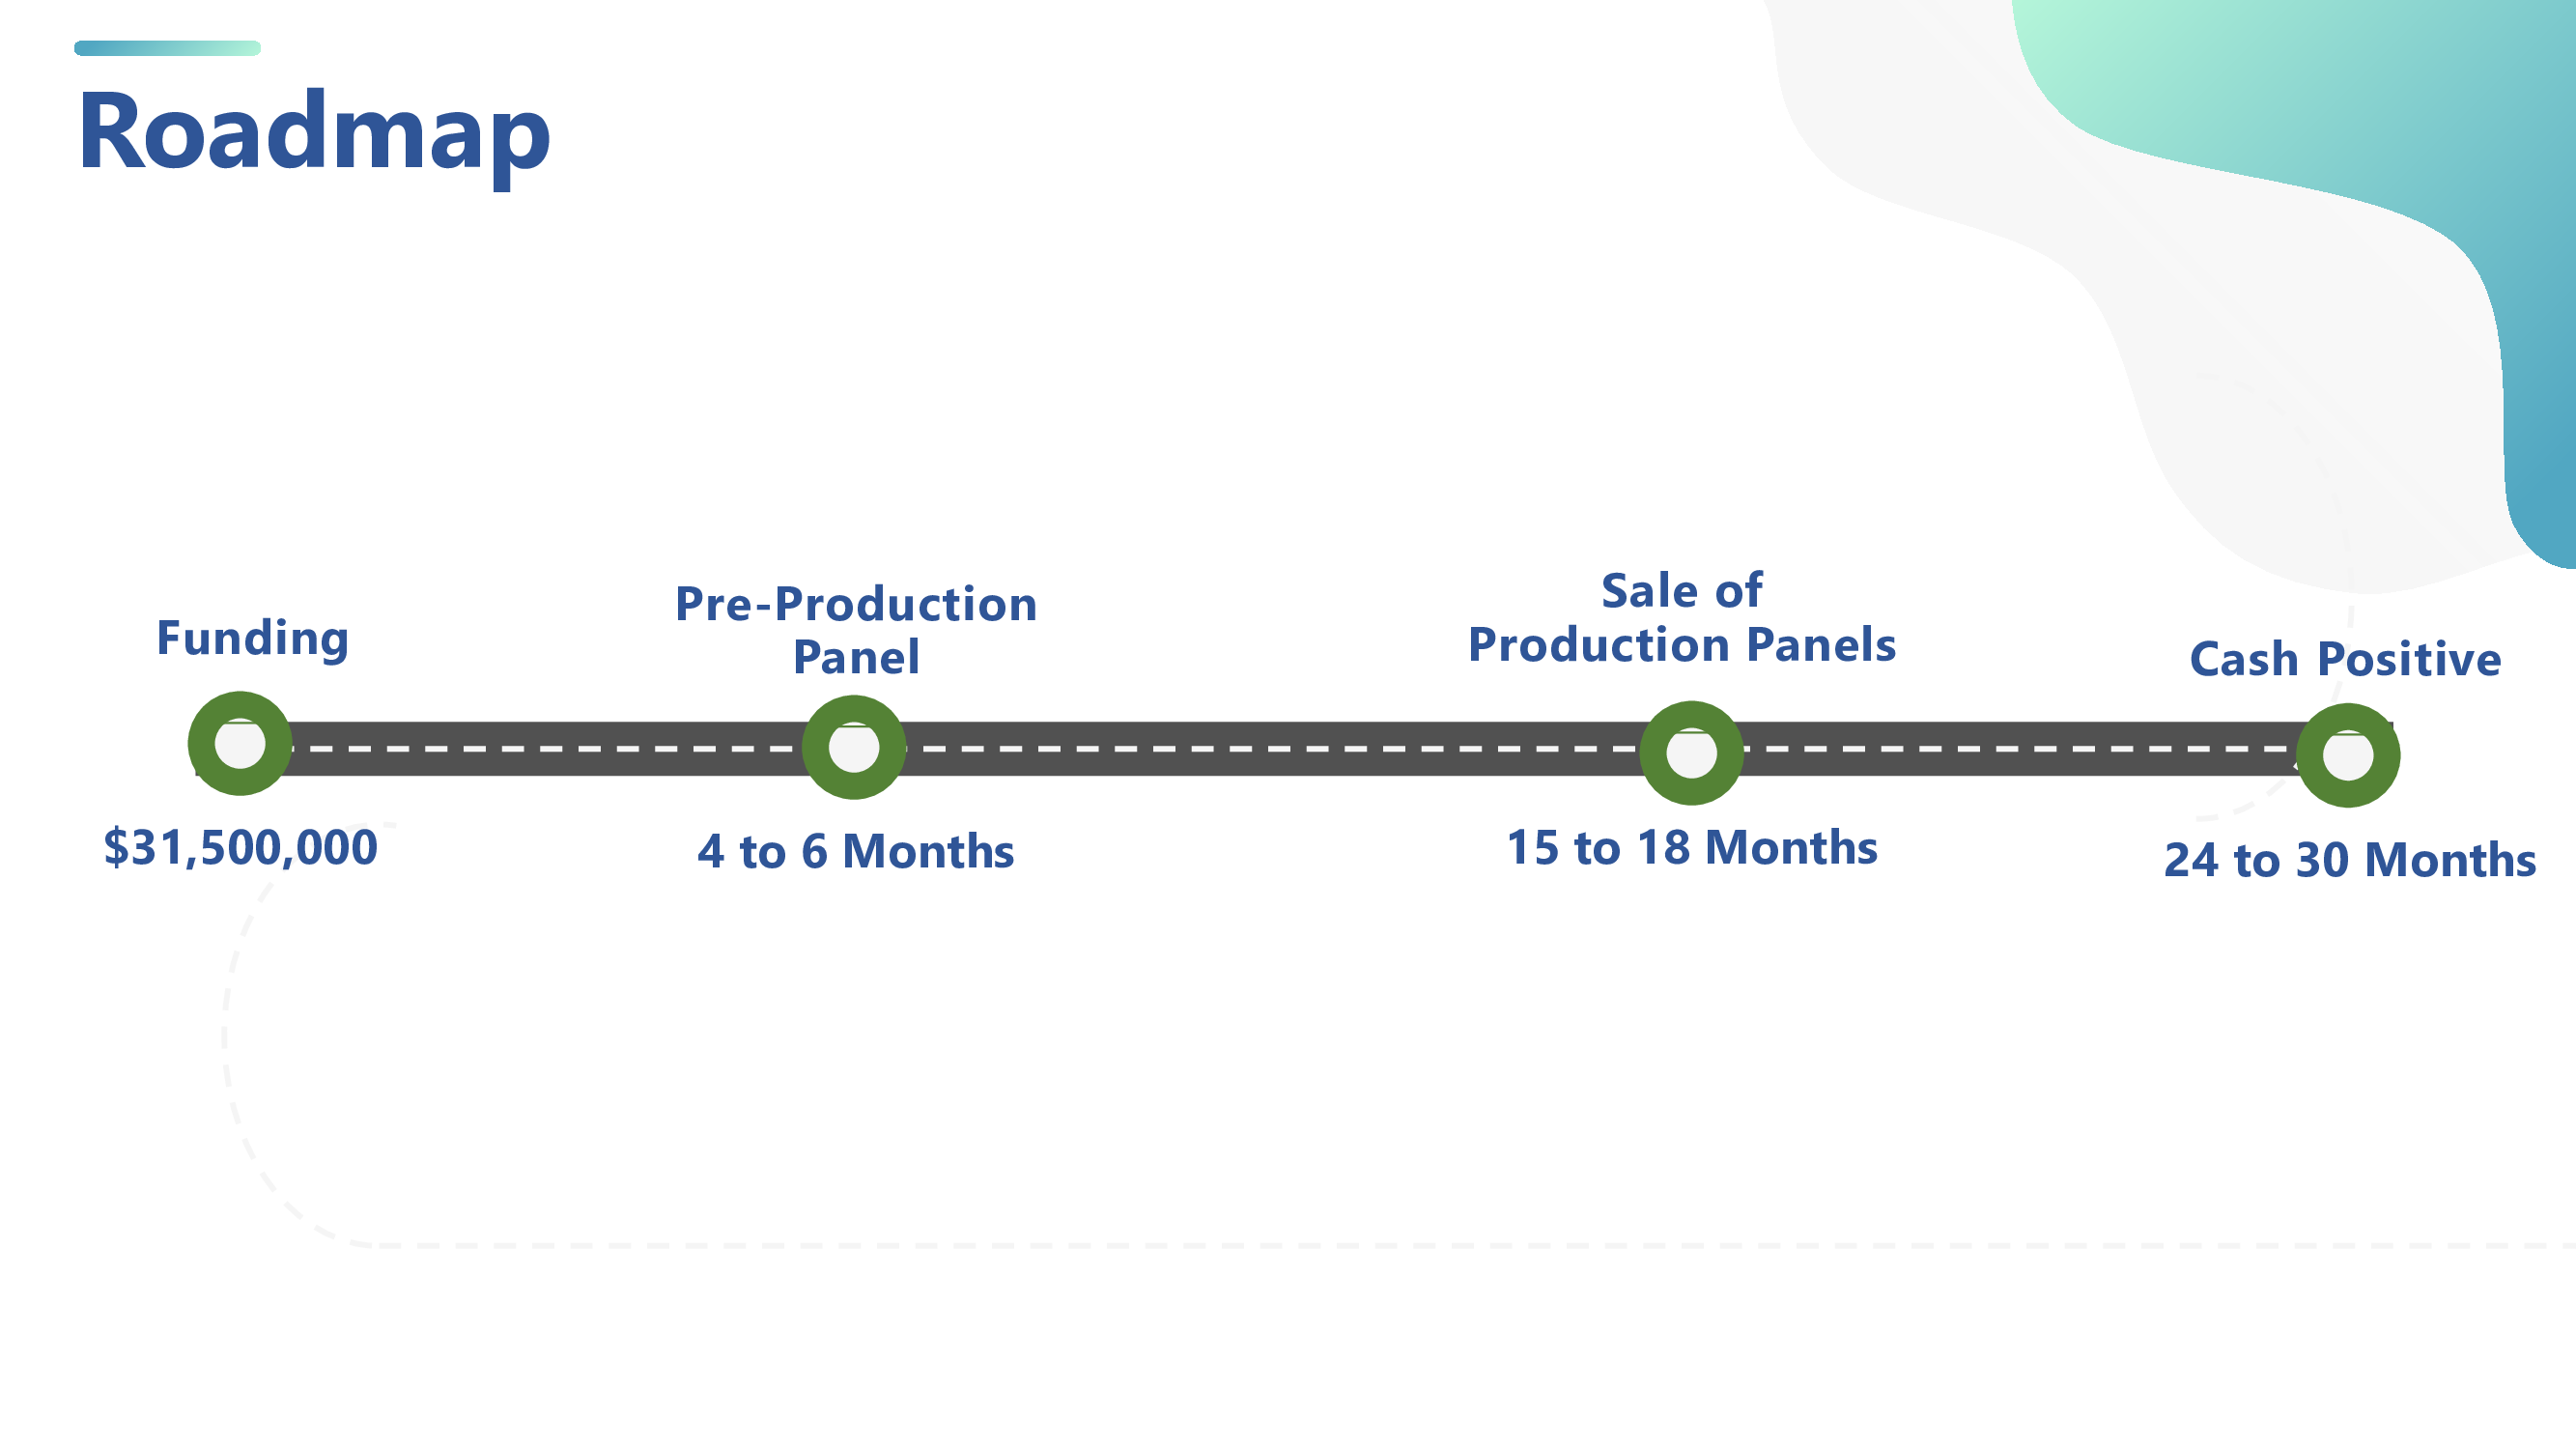 Roadmap
Funding
$31,500,000
Pre-Production
Panel
4 to 6 Months
Sale of
Production Panels
15 to 18 Months
Cash Positive
24 to 30 Months